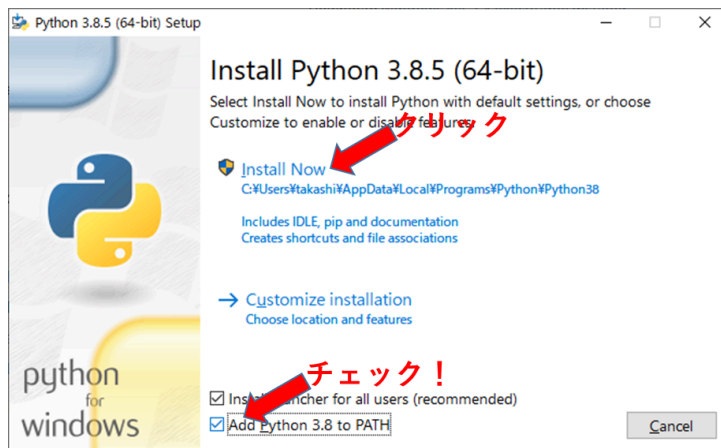 Python 3.8.5 (64-bit) Setup
Install Python 3.8.5 (64-bit)
Select Install Now to install Python with default settings, or choose
Customize to enable or disable features.
クリック
Install Now
C:¥Users¥takashi¥AppData¥Local¥Programs¥Python¥Python38
Includes IDLE, pip and documentation
Creates shortcuts and file associations
Customize installation
Choose location and features
チェック！
Install launcher for all users (recommended)
Add Python 3.8 to PATH
python
for
windows
Cancel